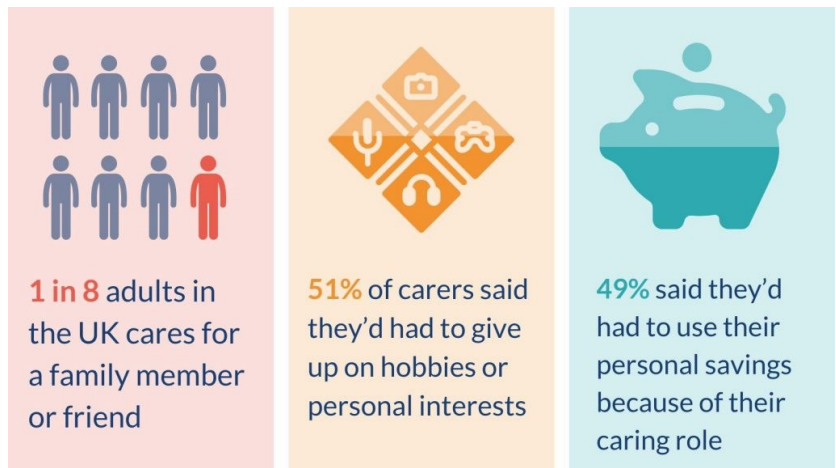 1 in 8 adults in
the UK cares for
a family member
or friend
51% of carers said
they'd had to give
up on hobbies or
personal interests
49% said they'd
had to use their
personal savings
because of their
caring role